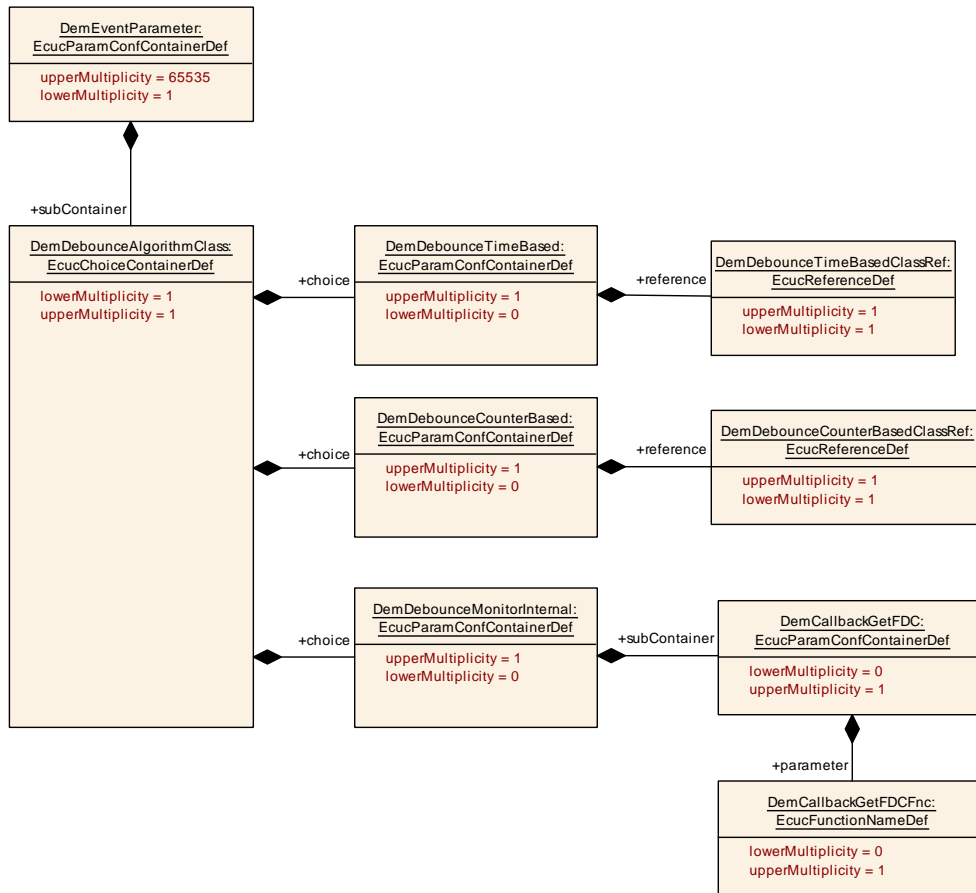 DemEventParameter:
EcucParamConfContainerDef
upperMultiplicity = 65535
lowerMultiplicity = 1
+subContainer
DemDebounceAlgorithmClass:
EcucChoiceContainerDef
lowerMultiplicity = 1
upperMultiplicity = 1
+choice
DemDebounceTimeBased:
EcucParamConfContainerDef
upperMultiplicity = 1
lowerMultiplicity = 0
+reference
DemDebounceTimeBasedClassRef:
EcucReferenceDef
upperMultiplicity = 1
lowerMultiplicity = 1
+choice
DemDebounceCounterBased:
EcucParamConfContainerDef
upperMultiplicity = 1
lowerMultiplicity = 0
+reference
DemDebounceCounterBasedClassRef:
EcucReferenceDef
upperMultiplicity = 1
lowerMultiplicity = 1
+choice
DemDebounceMonitorInternal:
EcucParamConfContainerDef
upperMultiplicity = 1
lowerMultiplicity = 0
+subContainer
DemCallbackGetFDC:
EcucParamConfContainerDef
lowerMultiplicity = 0
upperMultiplicity = 1
+parameter
DemCallbackGetFDCFnc:
EcucFunctionNameDef
lowerMultiplicity = 0
upperMultiplicity = 1